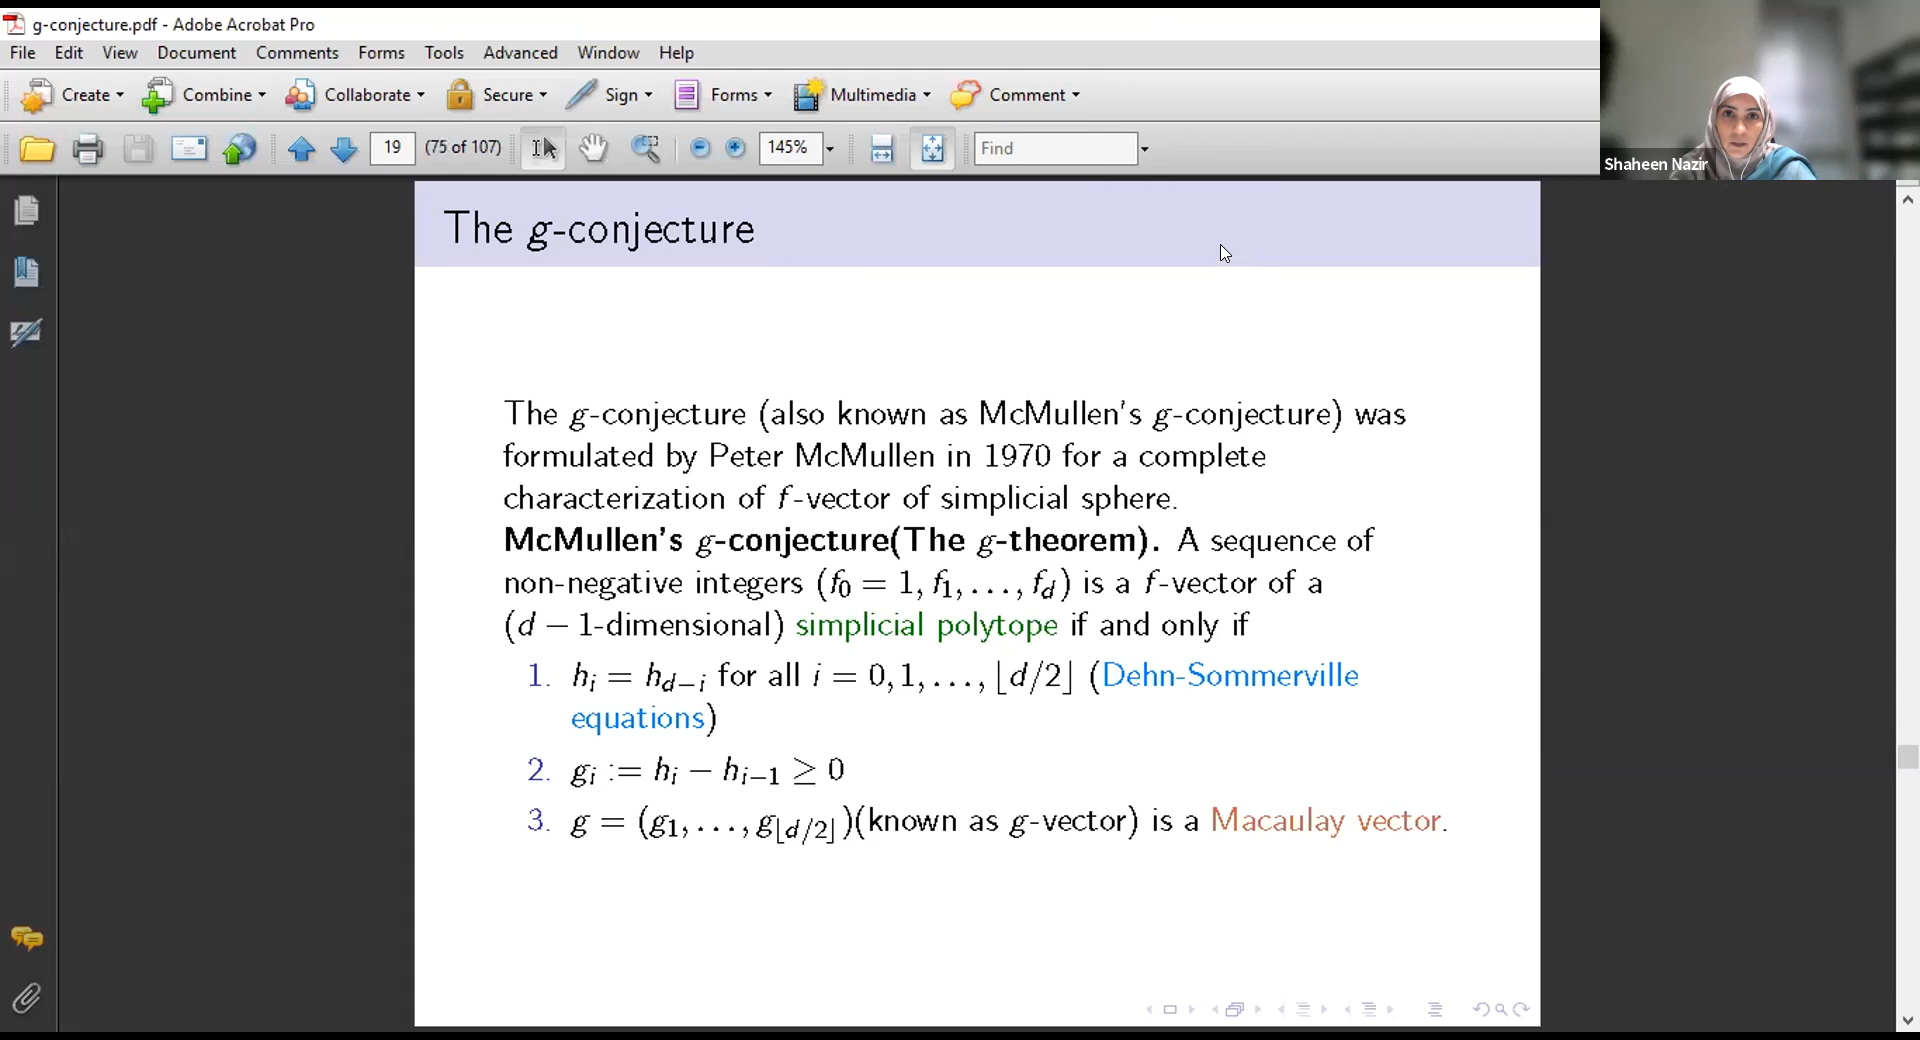 g-conjecture.pdf - Adobe Acrobat Pro
File Edit View Document Comments Forms Tools Advanced Window Help
Create Combine Collaborate Secure Sign Forms Multimedia Comment
19 (75 of 107) 145% Find
Shaheen Nazir
The g-conjecture
The g-conjecture (also known as McMullen's g-conjecture) was
formulated by Peter McMullen in 1970 for a complete
characterization of f-vector of simplicial sphere.
McMullen's g-conjecture(The g-theorem). A sequence of
non-negative integers (f₀ = 1, f₁, . . . , f_d) is a f-vector of a
(d − 1-dimensional) simplicial polytope if and only if
1. h_i = h_{d−i} for all i = 0, 1, . . . , ⌊d/2⌋ (Dehn-Sommerville
equations)
2. g_i := h_i − h_{i−1} ≥ 0
3. g = (g₁, . . . , g_{⌊d/2⌋})(known as g-vector) is a Macaulay vector.